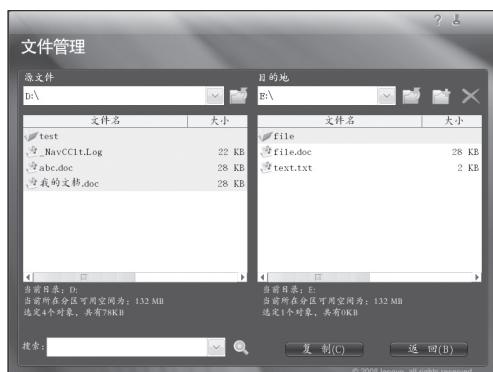 文件管理
源文件
目的地
D:\
E:\
文件名 大小
test
_NavCClt.Log 22 KB
abc.doc 28 KB
我的文档.doc 28 KB
文件名 大小
file
file.doc 28 KB
text.txt 2 KB
当前目录：D:
当前所在分区可用空间为：132 MB
选定4个对象，共有78KB
当前目录：E:
当前所在分区可用空间为：132 MB
选定1个对象，共有0KB
搜索：
复 制(C)
返 回(B)
© 2008 lenovo, all rights reserved